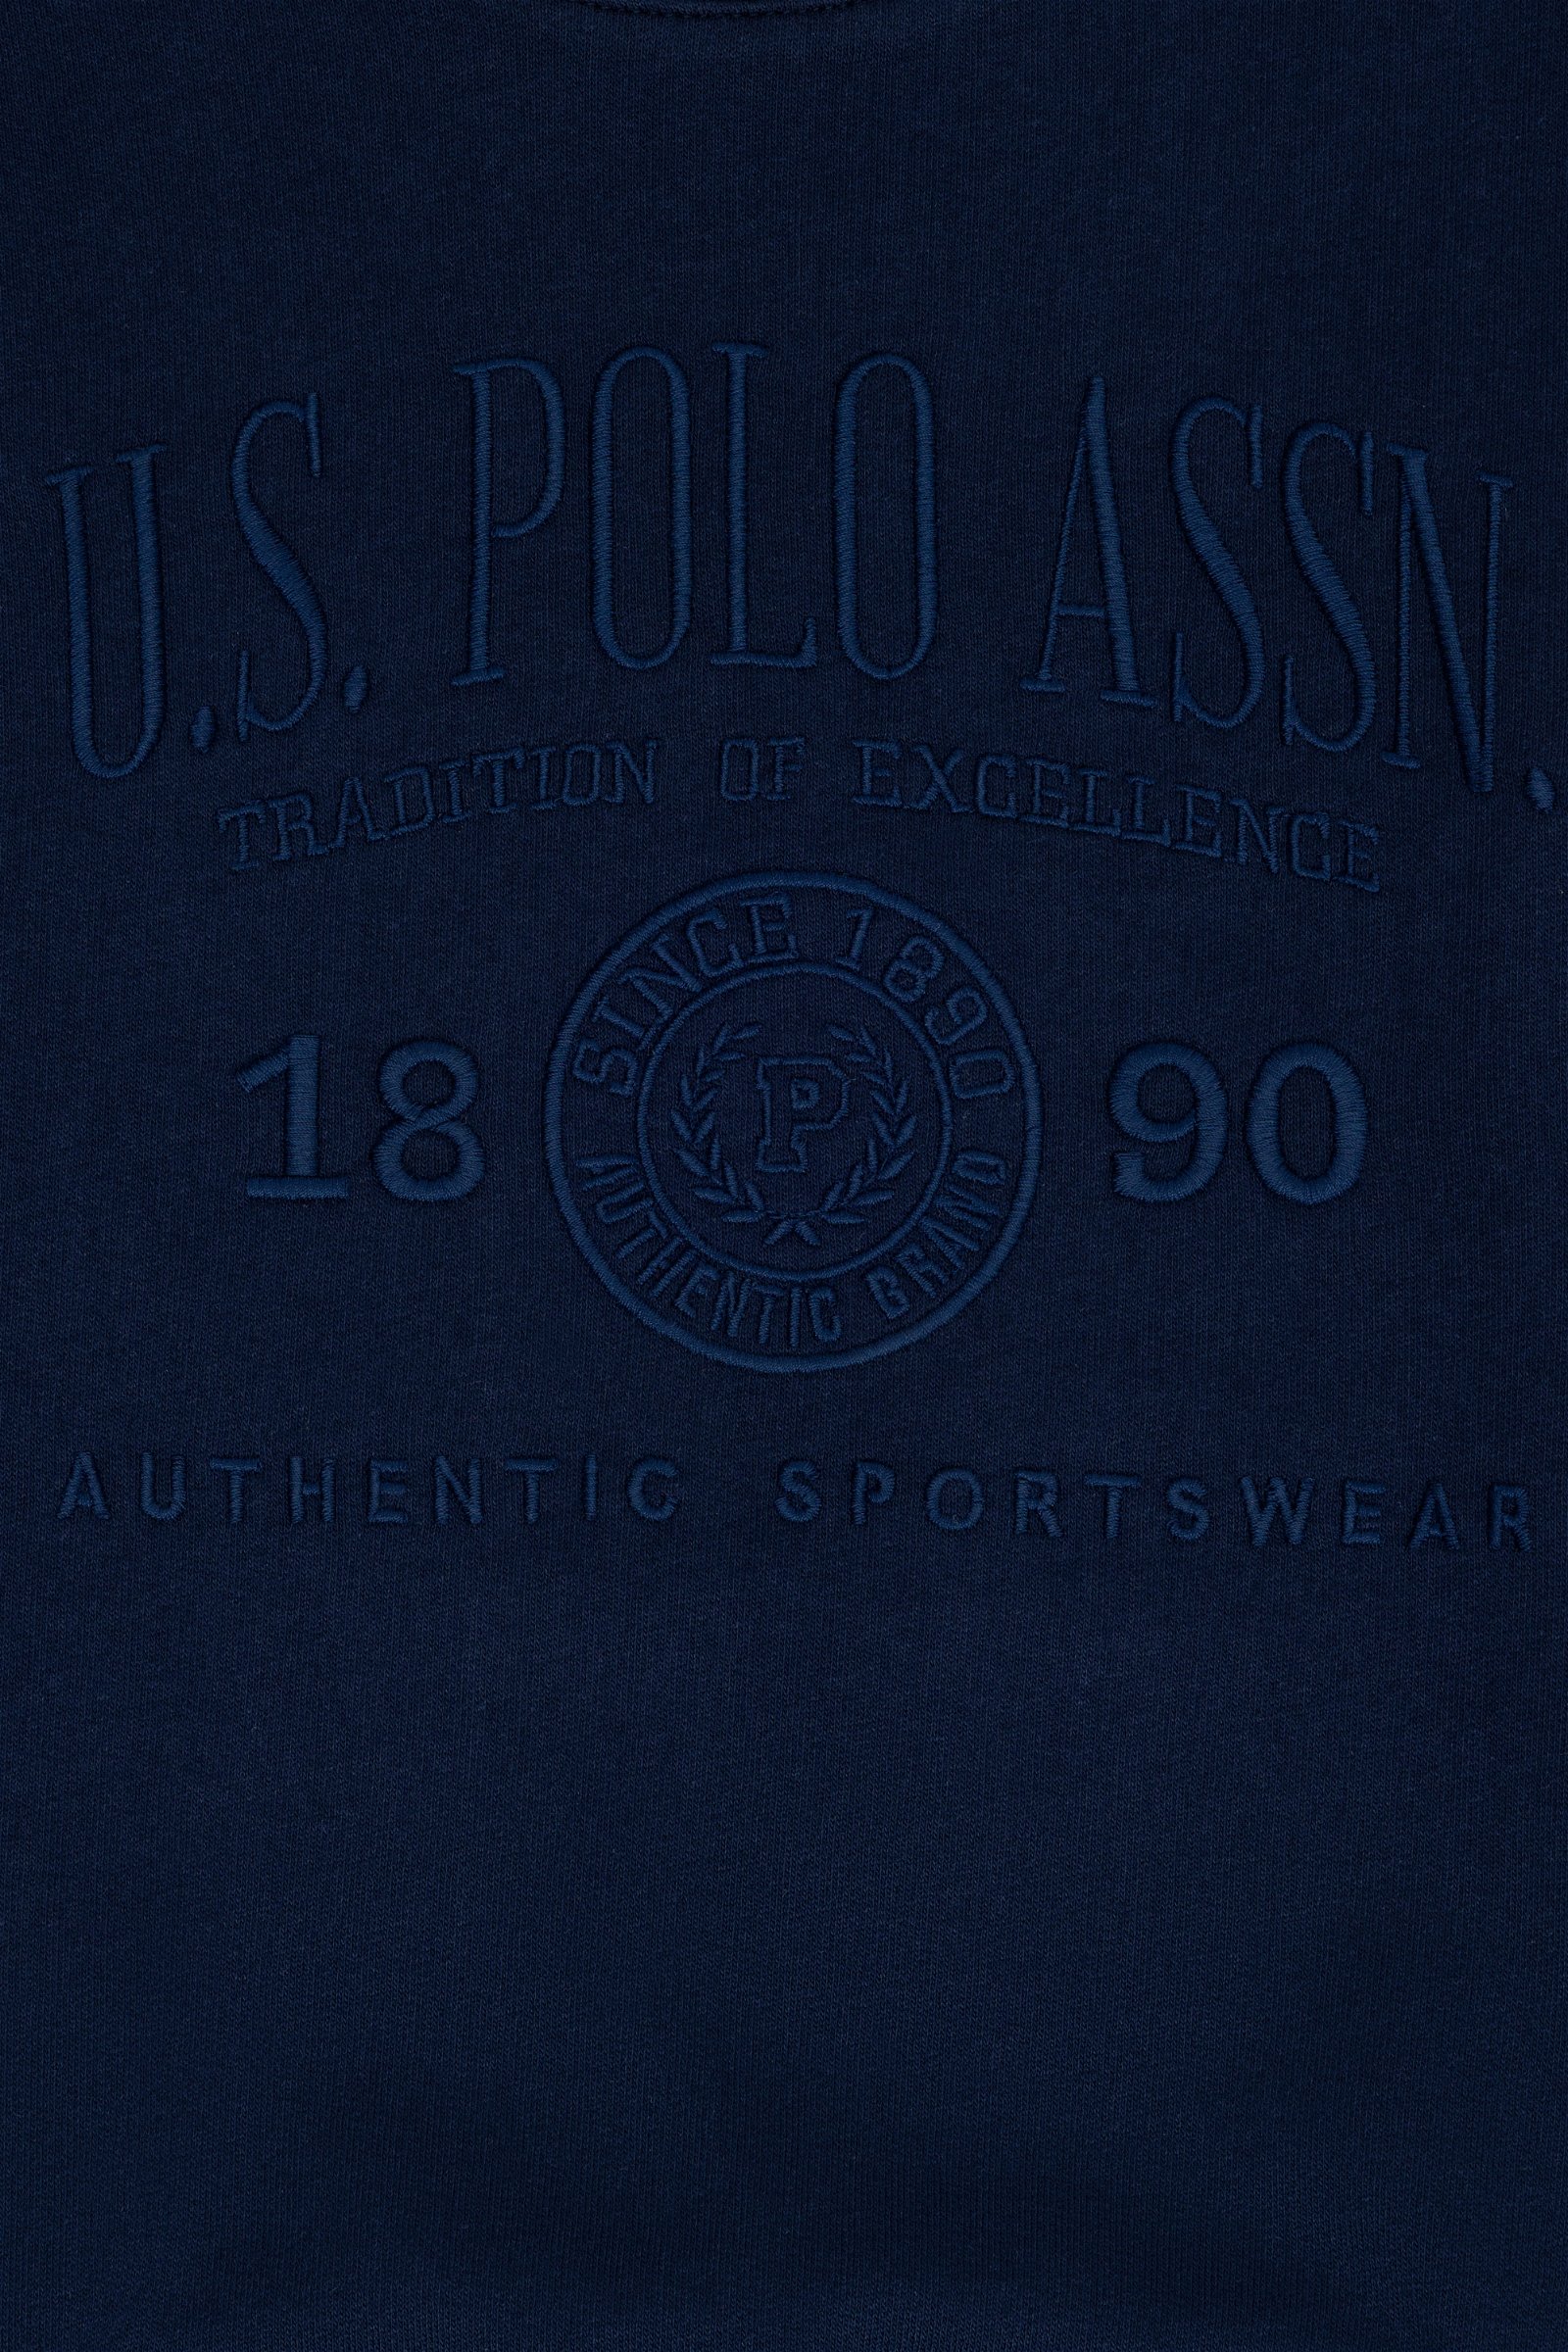 U.S. POLO ASSN.
TRADITION OF EXCELLENCE
SINCE 1890
18 P 90
AUTHENTIC BRAND
AUTHENTIC SPORTSWEAR